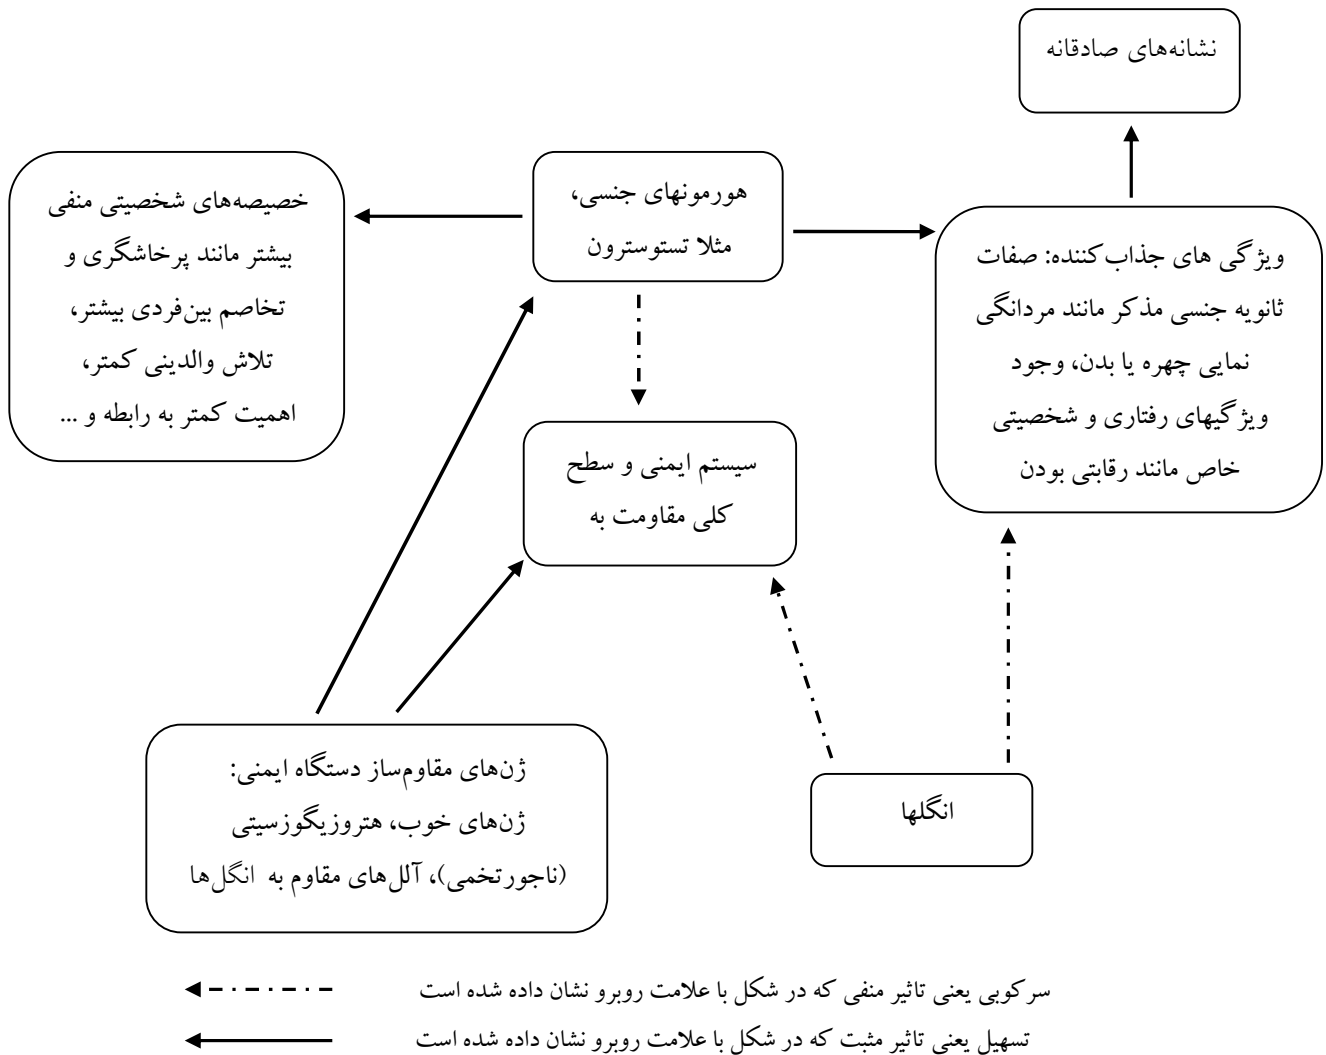 نشانه‌های صادقانه
هورمونهای جنسی،
مثلا تستوسترون
خصیصه‌های شخصیتی منفی
بیشتر مانند پرخاشگری و
تخاصم بین‌فردی بیشتر،
تلاش والدینی کمتر،
اهمیت کمتر به رابطه و ...
ویژگی های جذاب‌کننده: صفات
ثانویه جنسی مذکر مانند مردانگی
نمایی چهره یا بدن، وجود
ویژگیهای رفتاری و شخصیتی
خاص مانند رقابتی بودن
سیستم ایمنی و سطح
کلی مقاومت به
ژن‌های مقاوم‌ساز دستگاه ایمنی:
ژن‌های خوب، هتروزیگوزسیتی
(ناجورتخمی)، آلل‌های مقاوم به انگل‌ها
انگلها
سرکوبی یعنی تاثیر منفی که در شکل با علامت روبرو نشان داده شده است
تسهیل یعنی تاثیر مثبت که در شکل با علامت روبرو نشان داده شده است